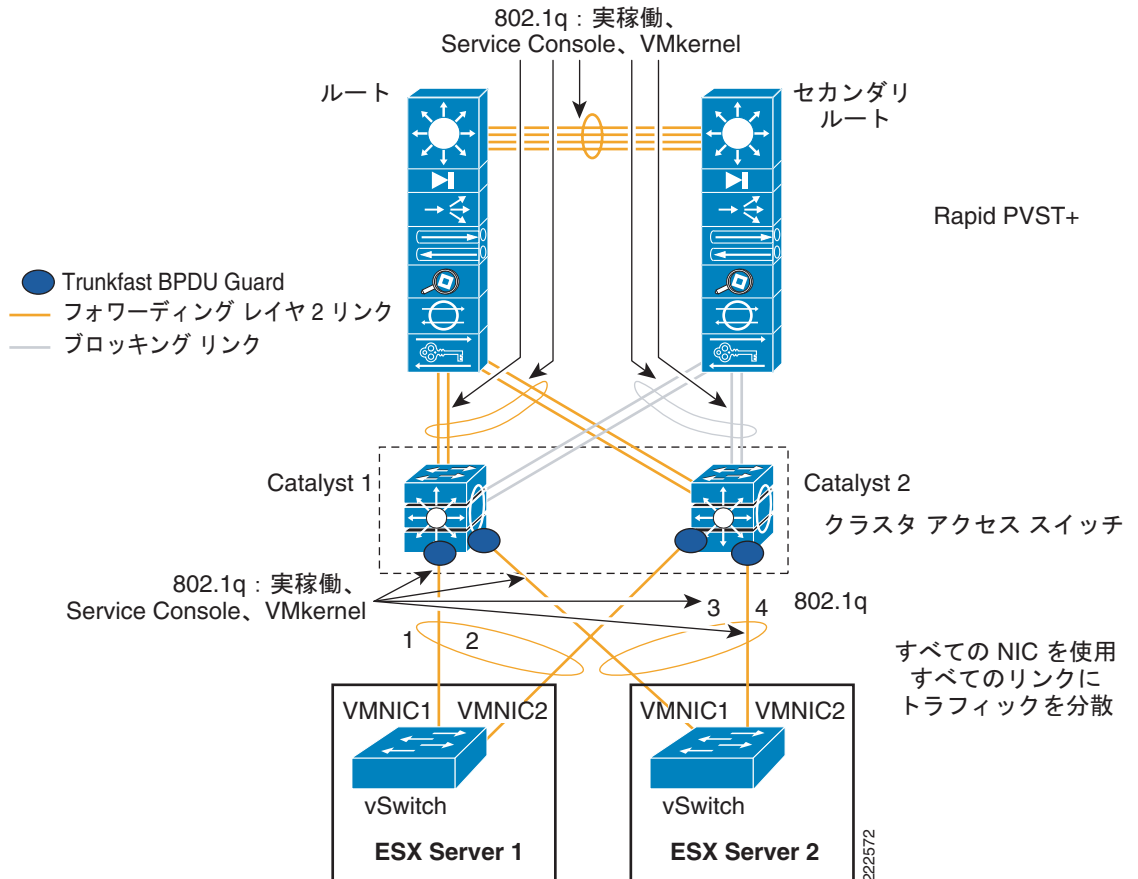 802.1q：実稼働、
Service Console、VMkernel
ルート
セカンダリ
ルート
Rapid PVST+
Trunkfast BPDU Guard
フォワーディング レイヤ 2 リンク
ブロッキング リンク
Catalyst 1
Catalyst 2
クラスタ アクセス スイッチ
802.1q：実稼働、
Service Console、VMkernel
1
2
3
4
802.1q
すべての NIC を使用
すべてのリンクに
トラフィックを分散
VMNIC1
VMNIC2
VMNIC1
VMNIC2
vSwitch
vSwitch
ESX Server 1
ESX Server 2
222572